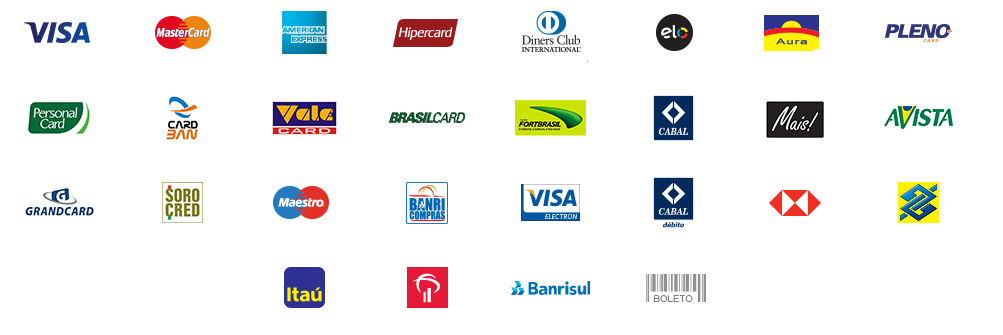 VISA
MasterCard
AMERICAN EXPRESS
Hipercard
Diners Club
INTERNATIONAL
elo
Aura
PLENO
CARD
Personal
Card
CARD
BAN
Vale
CARD
BRASILCARD
FORTBRASIL
CABAL
Mais!
AVISTA
GRANDCARD
SORO
CRED
Maestro
BANRI
COMPRAS
VISA
ELECTRON
CABAL
débito
Itaú
Banrisul
BOLETO